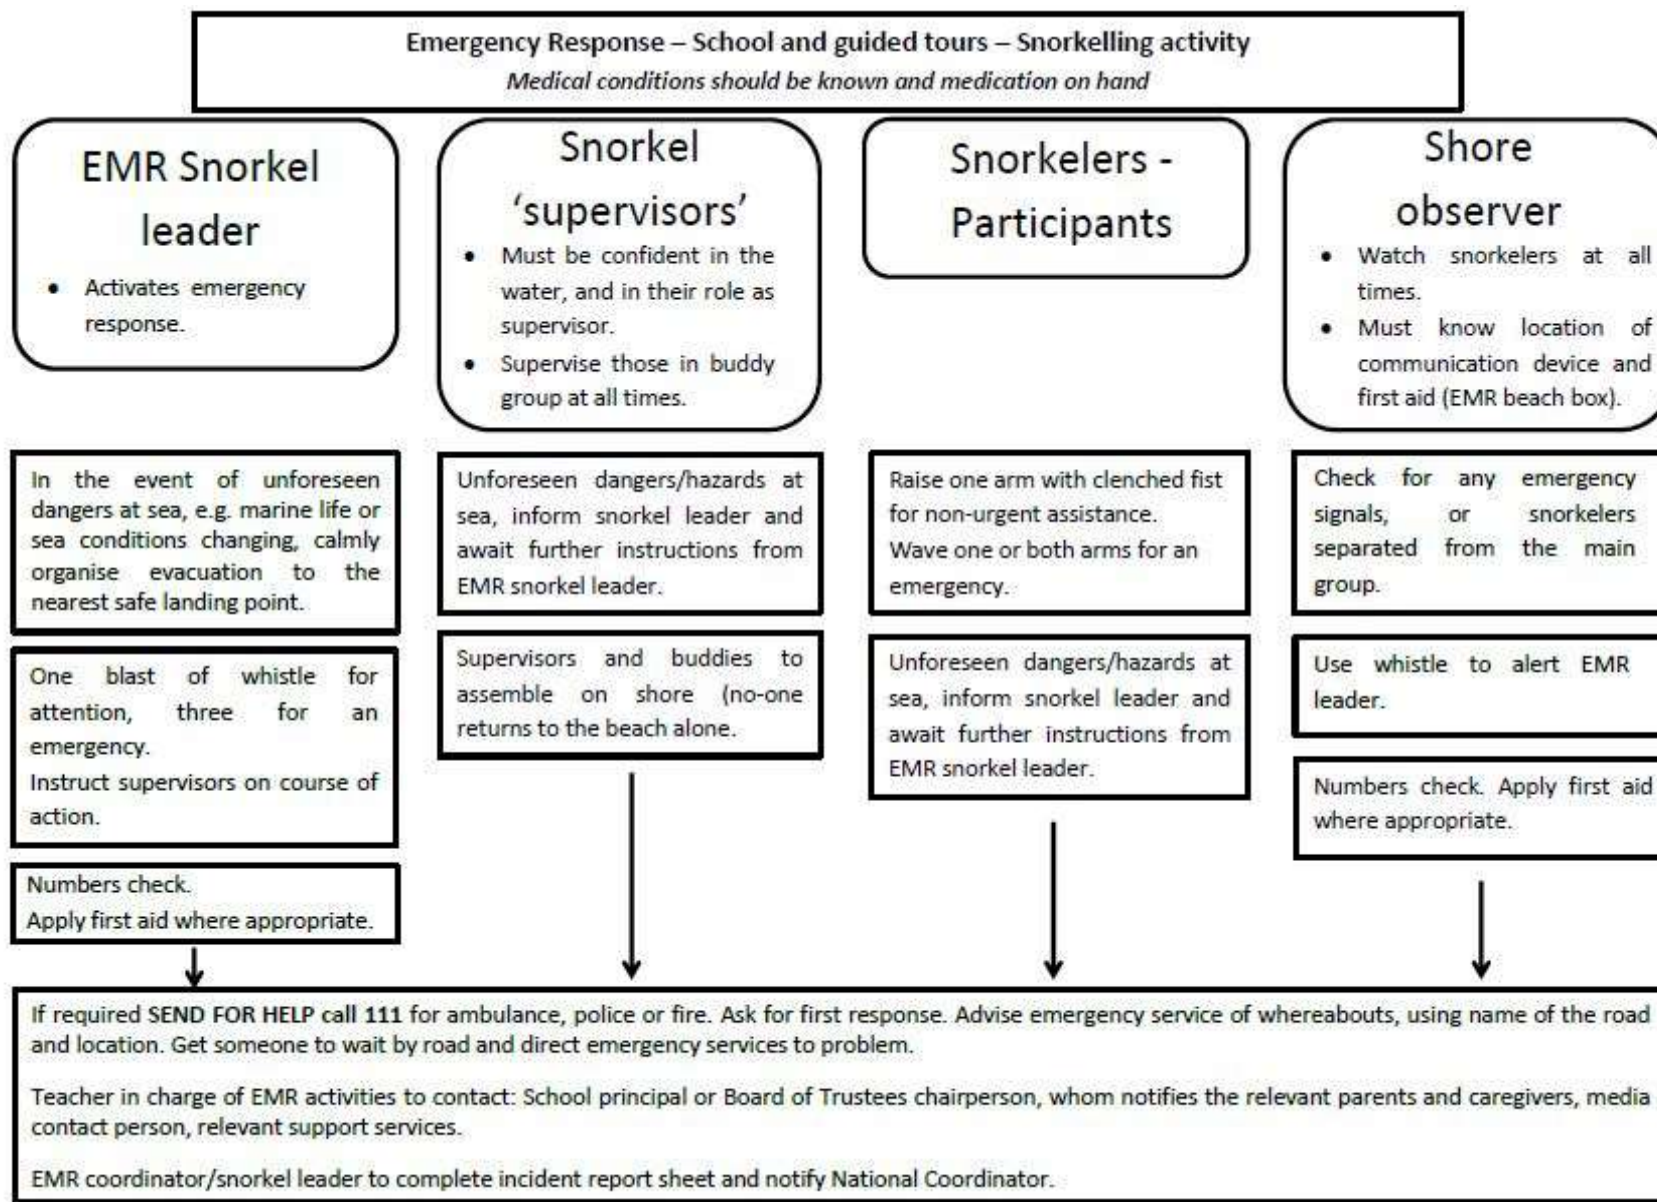 Emergency Response – School and guided tours – Snorkelling activity
Medical conditions should be known and medication on hand
EMR Snorkel
leader
• Activates emergency
response.
In the event of unforeseen
dangers at sea, e.g. marine life or
sea conditions changing, calmly
organise evacuation to the
nearest safe landing point.
One blast of whistle for
attention, three for an
emergency.
Instruct supervisors on course of
action.
Numbers check.
Apply first aid where appropriate.
Snorkel
‘supervisors’
• Must be confident in the
water, and in their role as
supervisor.
• Supervise those in buddy
group at all times.
Unforeseen dangers/hazards at
sea, inform snorkel leader and
await further instructions from
EMR snorkel leader.
Supervisors and buddies to
assemble on shore (no-one
returns to the beach alone.
Snorkelers -
Participants
Raise one arm with clenched fist
for non-urgent assistance.
Wave one or both arms for an
emergency.
Unforeseen dangers/hazards at
sea, inform snorkel leader and
await further instructions from
EMR snorkel leader.
Shore
observer
• Watch snorkelers at all
times.
• Must know location of
communication device and
first aid (EMR beach box).
Check for any emergency
signals, or snorkelers
separated from the main
group.
Use whistle to alert EMR
leader.
Numbers check. Apply first aid
where appropriate.
If required SEND FOR HELP call 111 for ambulance, police or fire. Ask for first response. Advise emergency service of whereabouts, using name of the road
and location. Get someone to wait by road and direct emergency services to problem.
Teacher in charge of EMR activities to contact: School principal or Board of Trustees chairperson, whom notifies the relevant parents and caregivers, media
contact person, relevant support services.
EMR coordinator/snorkel leader to complete incident report sheet and notify National Coordinator.